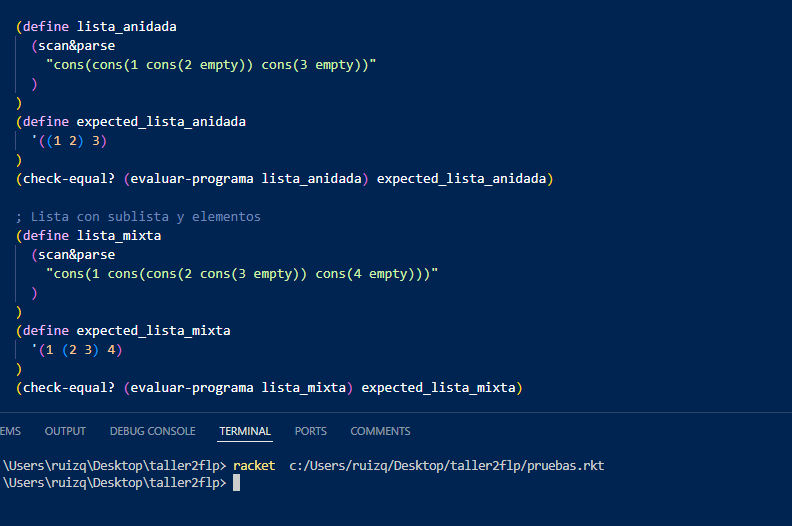 (define lista_anidada
(scan&parse
"cons(cons(1 cons(2 empty)) cons(3 empty))"
)
)
(define expected_lista_anidada
'((1 2) 3)
)
(check-equal? (evaluar-programa lista_anidada) expected_lista_anidada)
; Lista con sublista y elementos
(define lista_mixta
(scan&parse
"cons(1 cons(cons(2 cons(3 empty)) cons(4 empty)))"
)
)
(define expected_lista_mixta
'(1 (2 3) 4)
)
(check-equal? (evaluar-programa lista_mixta) expected_lista_mixta)
EMS OUTPUT DEBUG CONSOLE TERMINAL PORTS COMMENTS
\Users\ruizq\Desktop\taller2flp> racket c:/Users/ruizq/Desktop/taller2flp/pruebas.rkt
\Users\ruizq\Desktop\taller2flp>